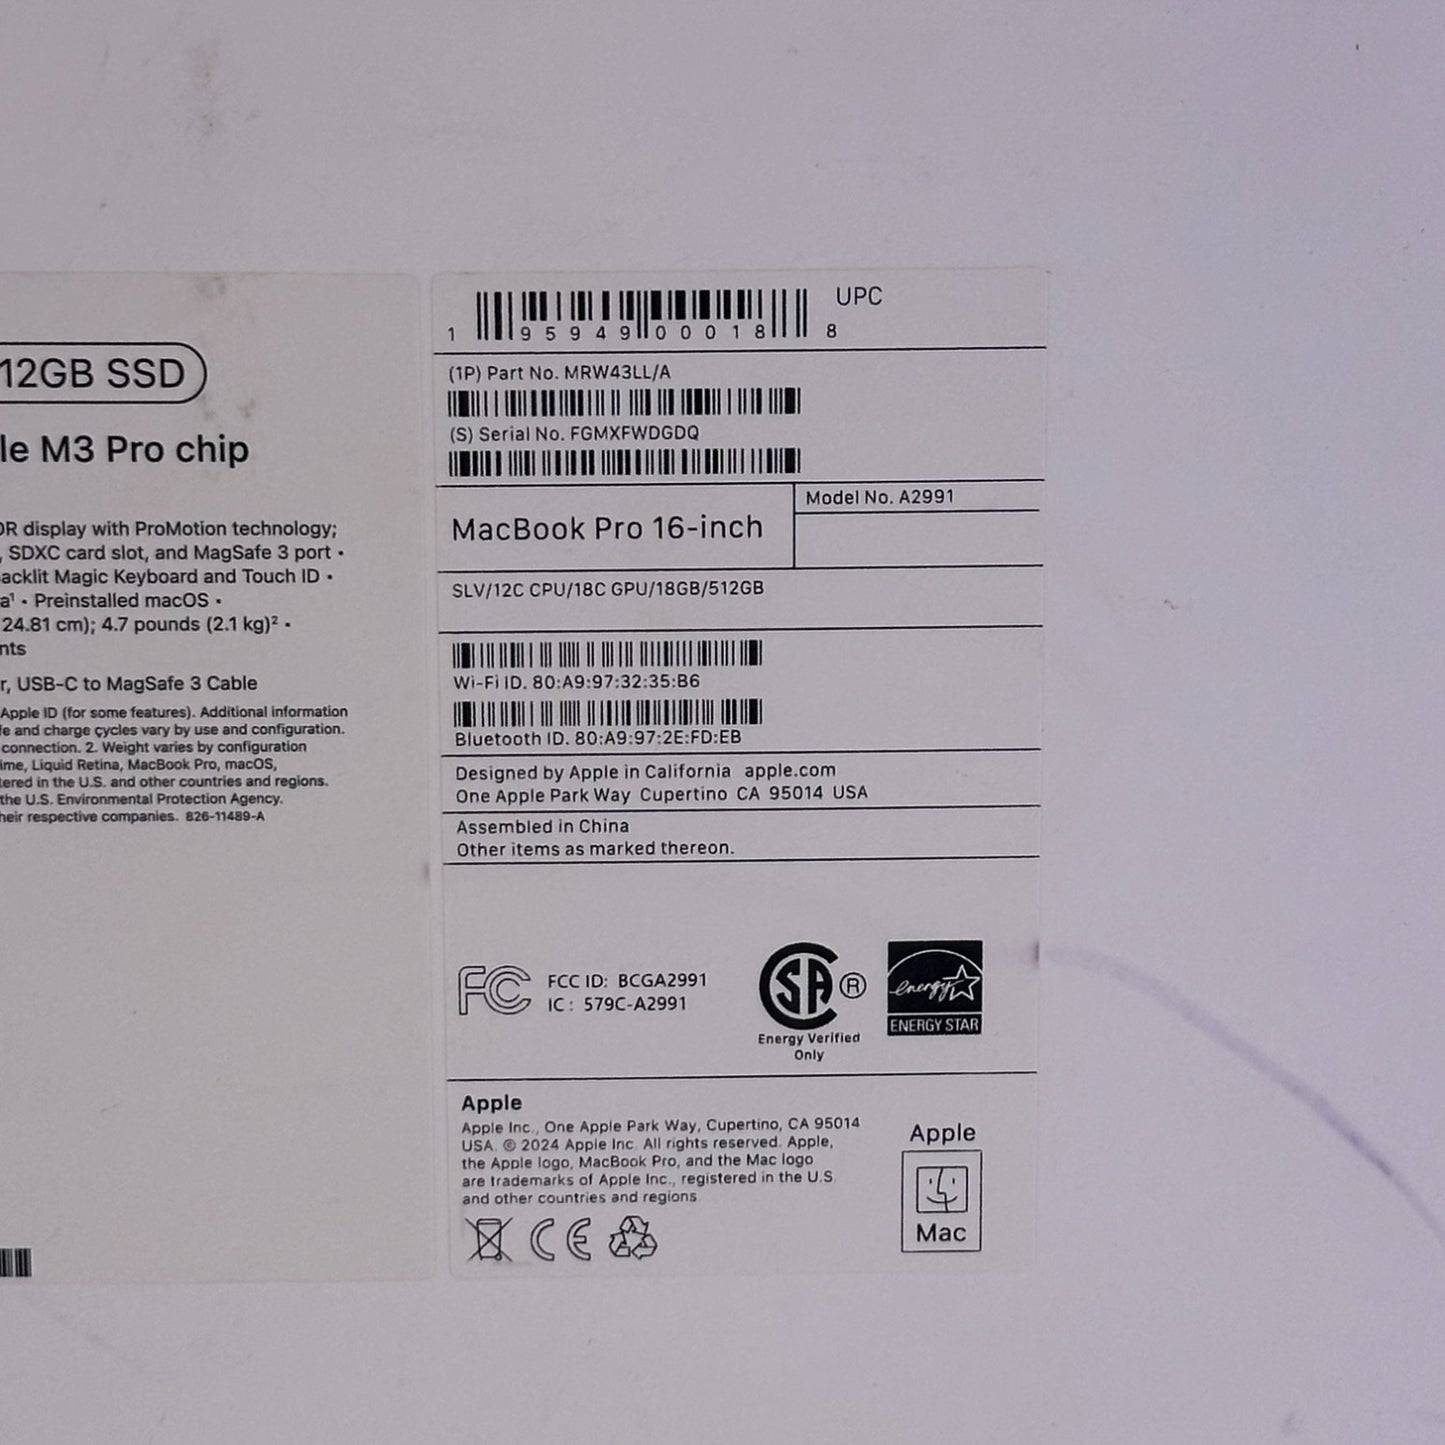 12GB SSD
le M3 Pro chip
DR display with ProMotion technology;
, SDXC card slot, and MagSafe 3 port •
acklit Magic Keyboard and Touch ID •
a¹ • Preinstalled macOS •
24.81 cm); 4.7 pounds (2.1 kg)² •
nts
r, USB-C to MagSafe 3 Cable
Apple ID (for some features). Additional information
fe and charge cycles vary by use and configuration.
connection. 2. Weight varies by configuration
ime, Liquid Retina, MacBook Pro, macOS,
tered in the U.S. and other countries and regions.
the U.S. Environmental Protection Agency.
heir respective companies. 826-11489-A
UPC
1 95949 00018 8
(1P) Part No. MRW43LL/A
(S) Serial No. FGMXFWDGDQ
MacBook Pro 16-inch
Model No. A2991
SLV/12C CPU/18C GPU/18GB/512GB
Wi-Fi ID. 80:A9:97:32:35:B6
Bluetooth ID. 80:A9:97:2E:FD:EB
Designed by Apple in California apple.com
One Apple Park Way Cupertino CA 95014 USA
Assembled in China
Other items as marked thereon.
FC
FCC ID: BCGA2991
IC: 579C-A2991
SA ®
Energy Verified
Only
energy
ENERGY STAR
Apple
Apple Inc., One Apple Park Way, Cupertino, CA 95014
USA. © 2024 Apple Inc. All rights reserved. Apple,
the Apple logo, MacBook Pro, and the Mac logo
are trademarks of Apple Inc., registered in the U.S.
and other countries and regions
CE
Apple
Mac